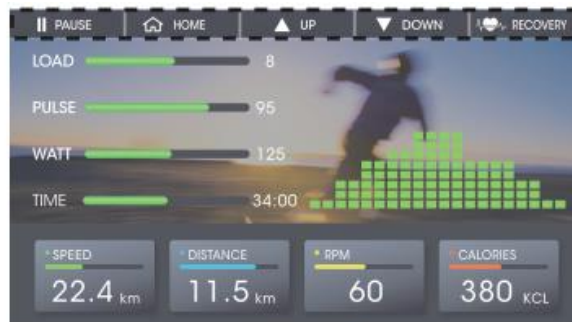 PAUSE HOME UP DOWN RECOVERY
LOAD 8
PULSE 95
WATT 125
TIME 34:00
SPEED DISTANCE RPM CALORIES
22.4 km 11.5 km 60 380 KCL